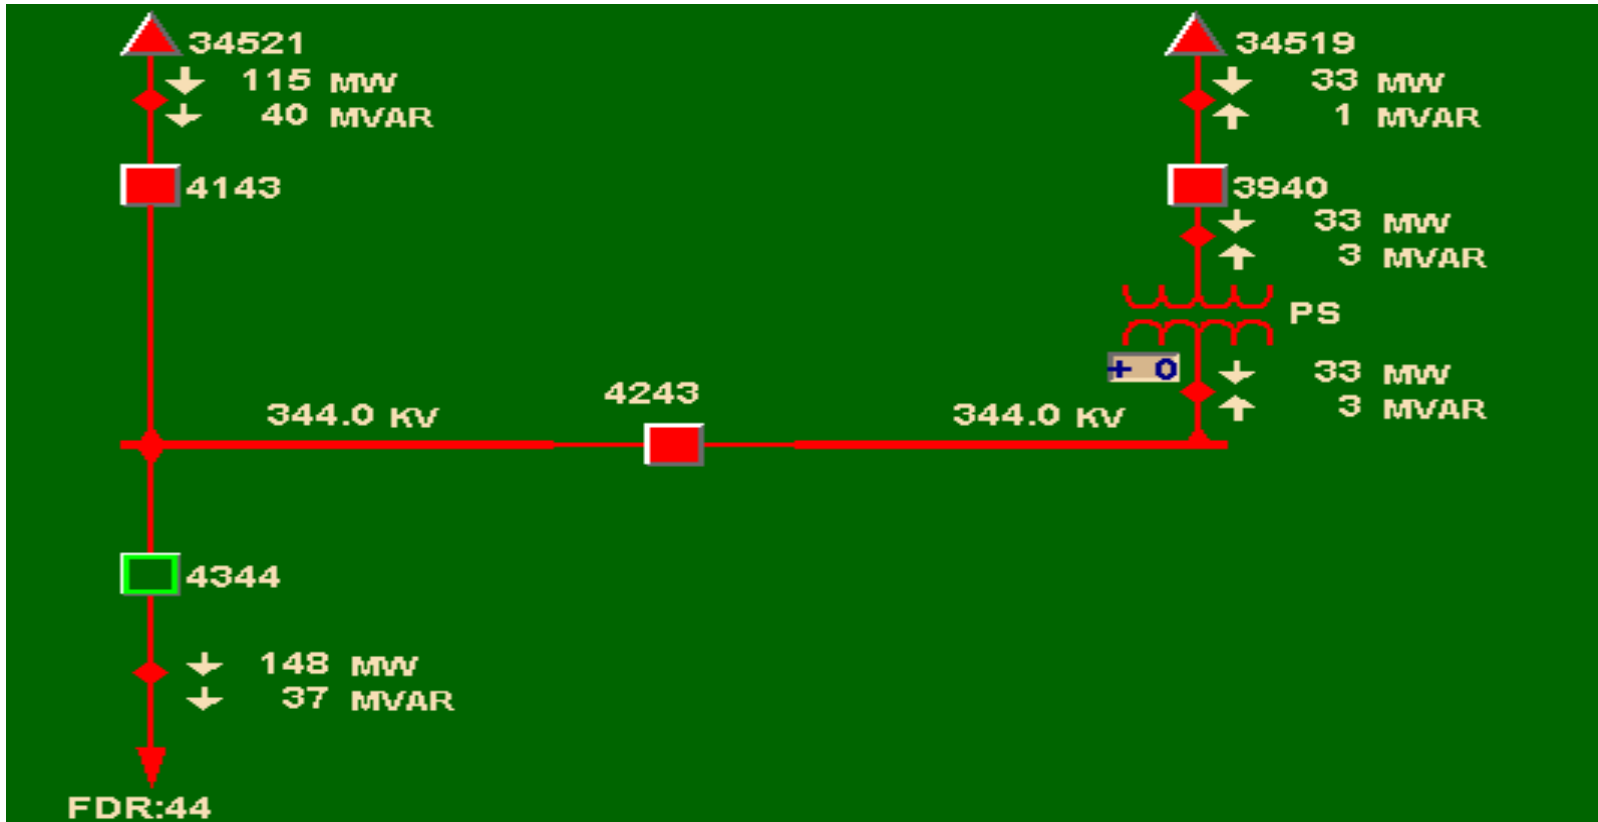 34521
115 MW
40 MVAR
4143
34519
33 MW
1 MVAR
3940
33 MW
3 MVAR
PS
+ 0
33 MW
3 MVAR
4243
344.0 KV
344.0 KV
4344
148 MW
37 MVAR
FDR:44